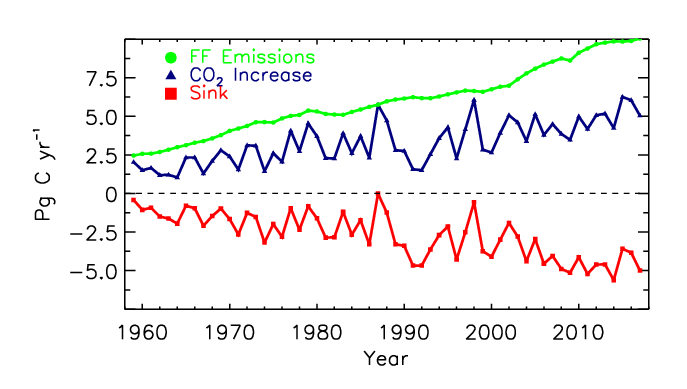 FF Emissions
CO₂ Increase
Sink
7.5
5.0
2.5
0
−2.5
−5.0
Pg C yr⁻¹
1960 1970 1980 1990 2000 2010
Year